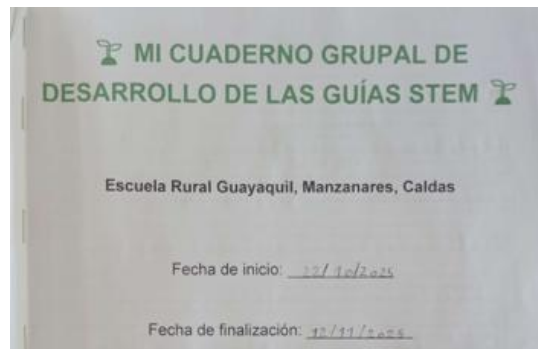 MI CUADERNO GRUPAL DE
DESARROLLO DE LAS GUÍAS STEM
Escuela Rural Guayaquil, Manzanares, Caldas
Fecha de inicio: 22/10/2025
Fecha de finalización: 12/11/2025